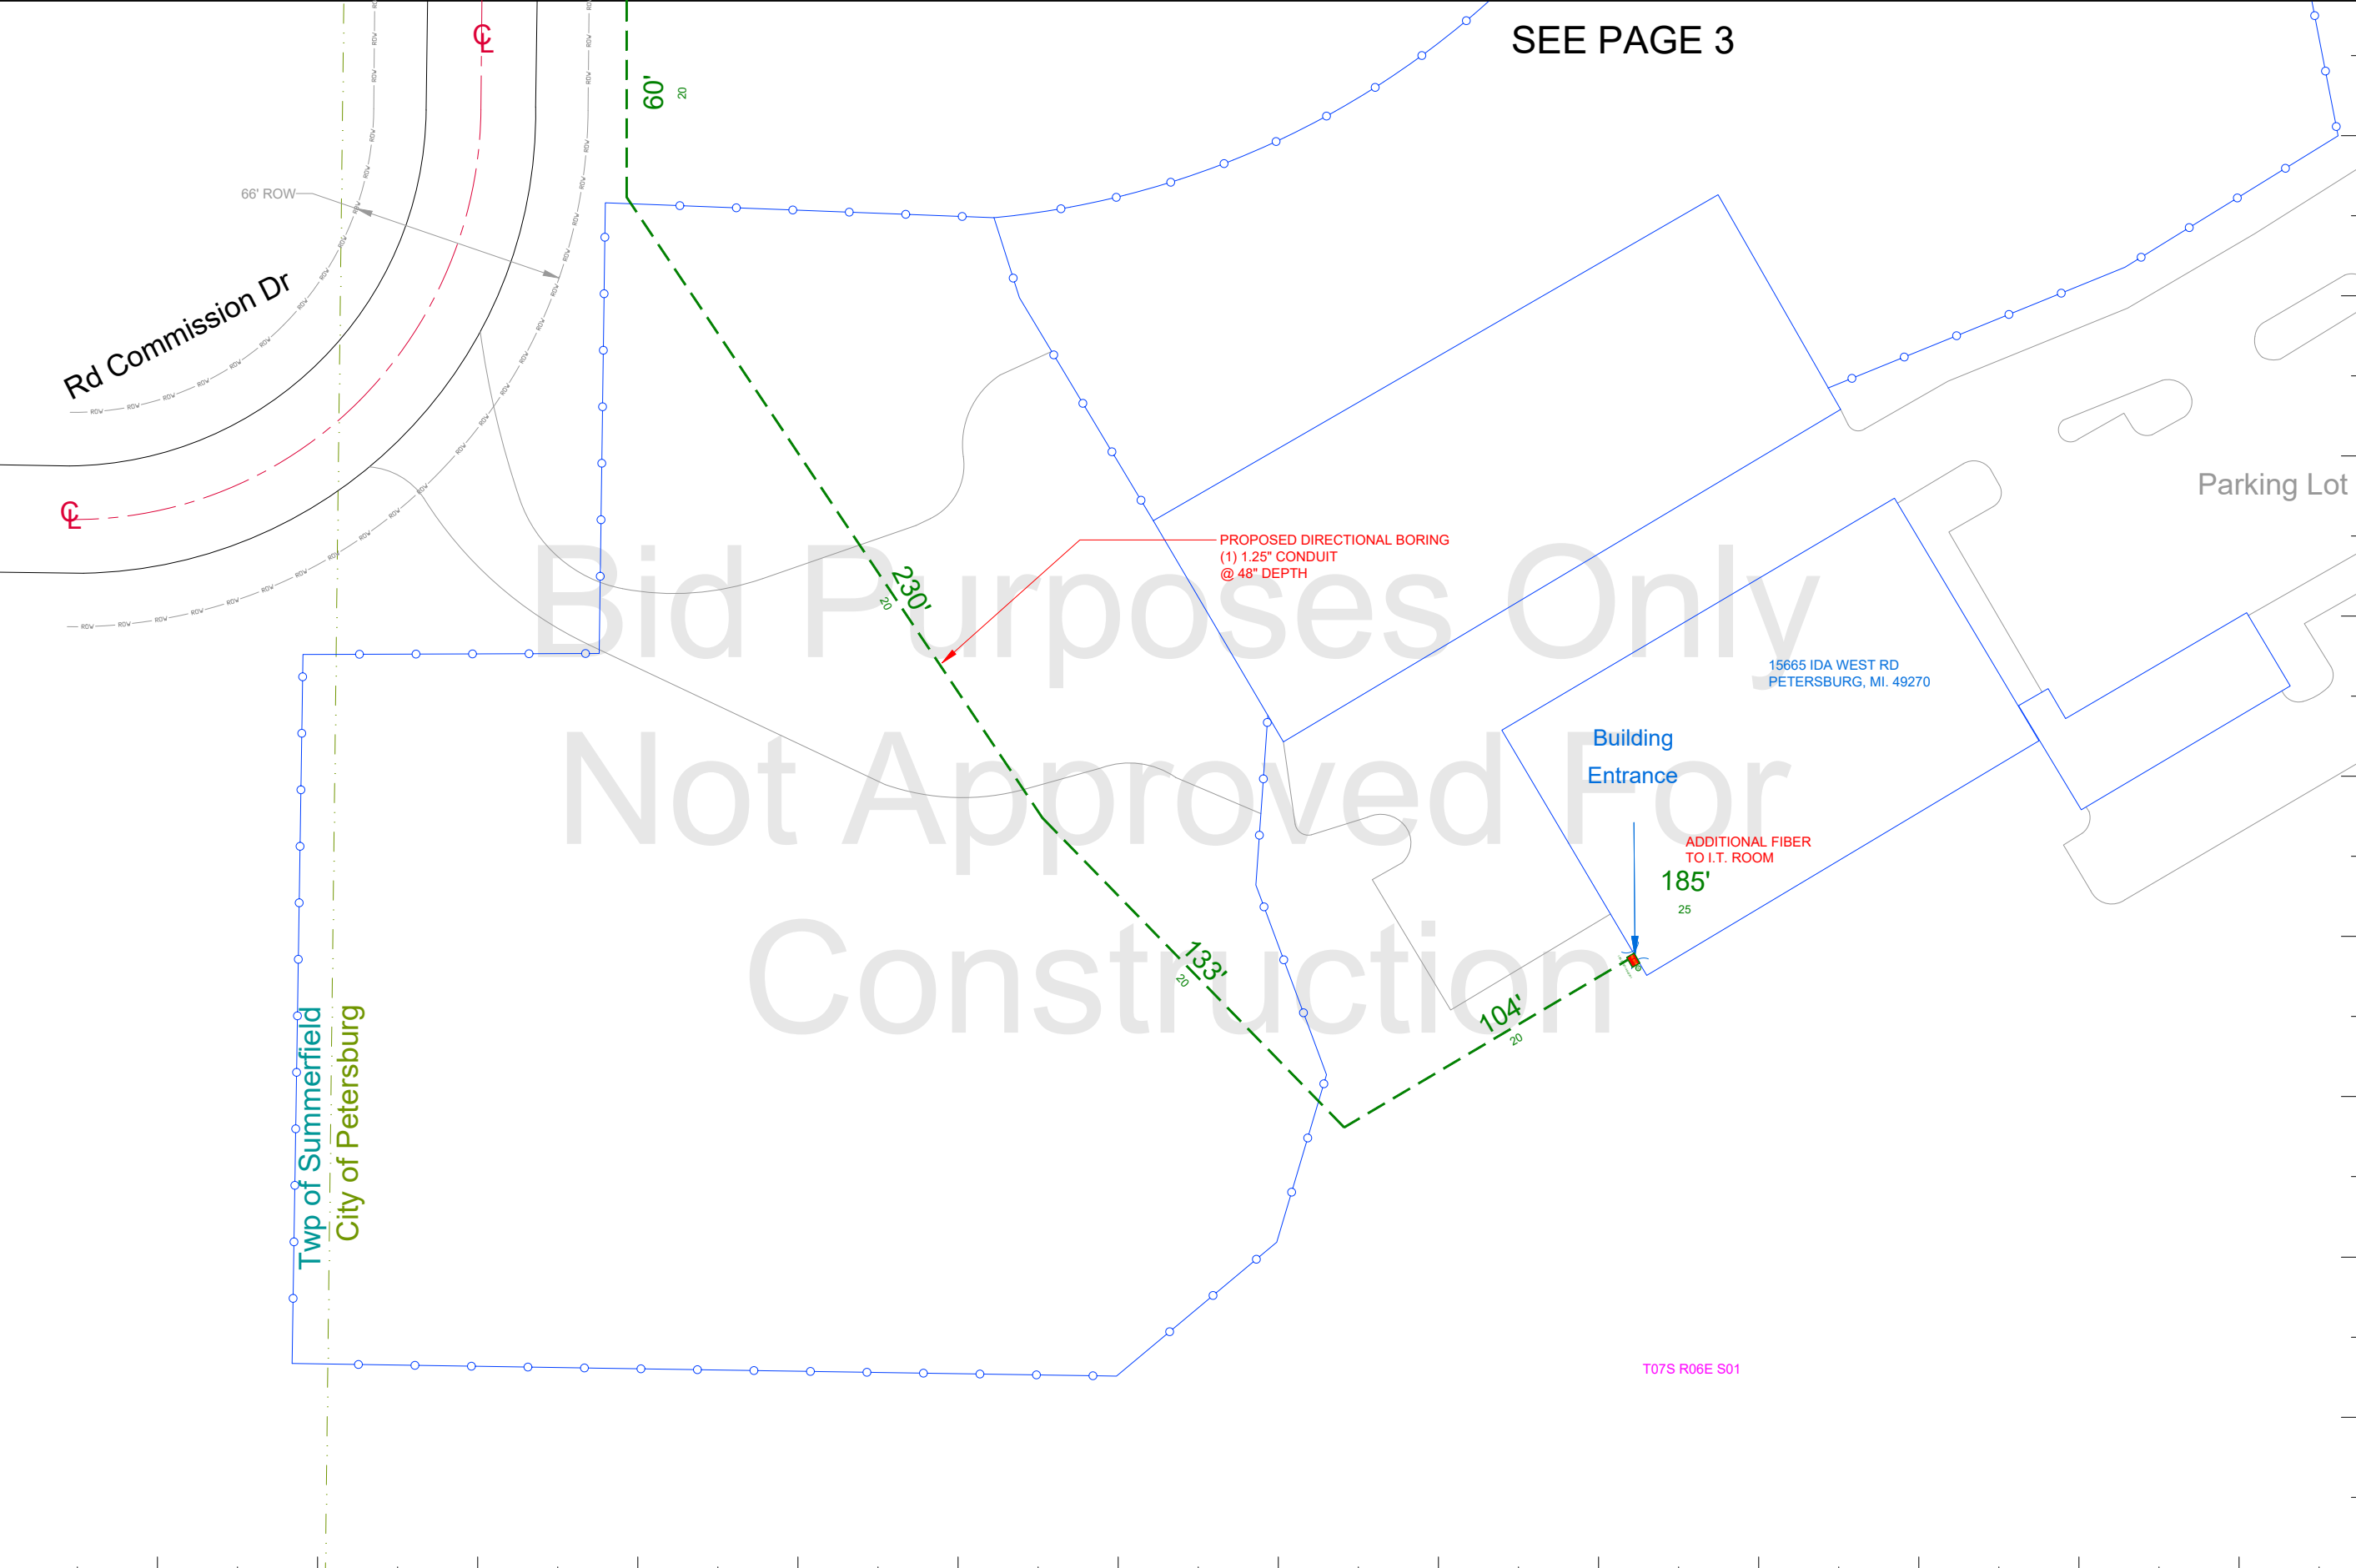 SEE PAGE 3
℄
60'
20
66' ROW
Rd Commission Dr
ROW
℄
Parking Lot
PROPOSED DIRECTIONAL BORING
(1) 1.25" CONDUIT
@ 48" DEPTH
230'
20
Bid Purposes Only
Not Approved For
Construction
15665 IDA WEST RD
PETERSBURG, MI. 49270
Building
Entrance
ADDITIONAL FIBER
TO I.T. ROOM
185'
25
133'
20
104'
20
Twp of Summerfield
City of Petersburg
T07S R06E S01